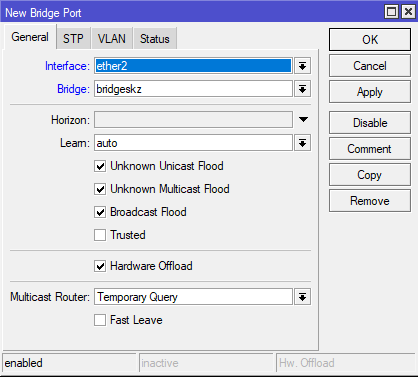 New Bridge Port
General STP VLAN Status
OK
Interface: ether2
Cancel
Bridge: bridgeskz
Apply
Horizon:
Disable
Learn: auto
Comment
Unknown Unicast Flood
Copy
Unknown Multicast Flood
Remove
Broadcast Flood
Trusted
Hardware Offload
Multicast Router: Temporary Query
Fast Leave
enabled inactive Hw. Offload